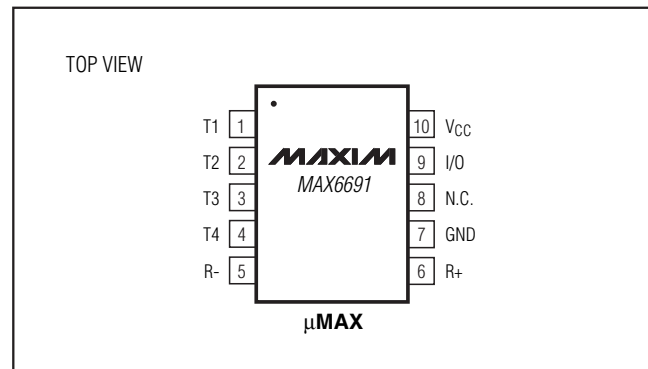 TOP VIEW
T1 1 10 VCC
T2 2 MAXIM 9 I/O
T3 3 MAX6691 8 N.C.
T4 4 7 GND
R- 5 6 R+
μMAX